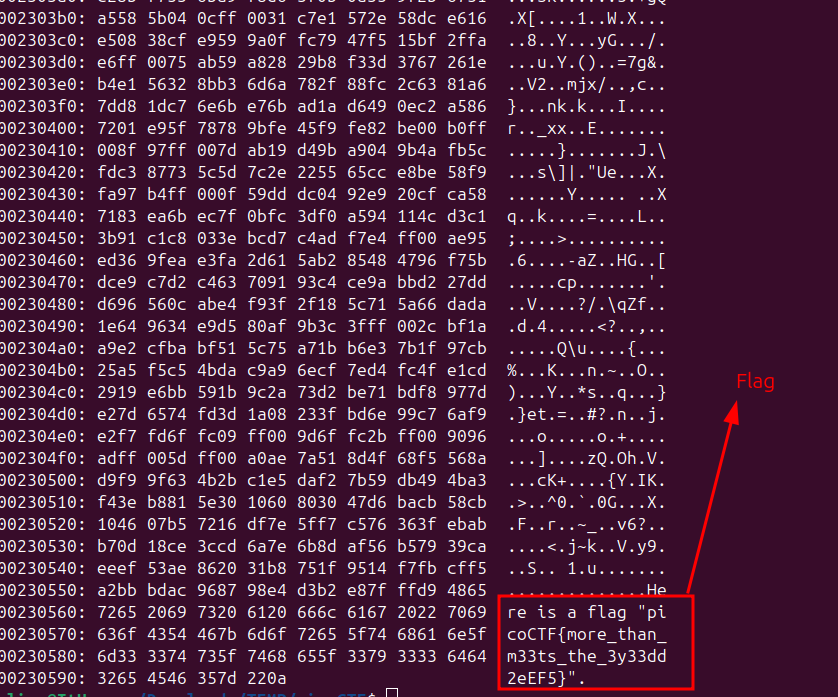 002303b0: a558 5b04 0cff 0031 c7e1 572e 58dc e616 .X[....1..W.X...
002303c0: e508 38cf e959 9a0f fc79 47f5 15bf 2ffa ..8..Y...yG.../.
002303d0: e6ff 0075 ab59 a828 29b8 f33d 3767 261e ...u.Y.()..=7g&.
002303e0: b4e1 5632 8bb3 6d6a 782f 88fc 2c63 81a6 ..V2..mjx/..,c..
002303f0: 7dd8 1dc7 6e6b e76b ad1a d649 0ec2 a586 }...nk.k...I....
00230400: 7201 e95f 7878 9bfe 45f9 fe82 be00 b0ff r.._xx..E.......
00230410: 008f 97ff 007d ab19 d49b a904 9b4a fb5c .....}.......J.\
00230420: fdc3 8773 5c5d 7c2e 2255 65cc e8be 58f9 ...s\]|."Ue...X.
00230430: fa97 b4ff 000f 59dd dc04 92e9 20cf ca58 ......Y..... ..X
00230440: 7183 ea6b ec7f 0bfc 3df0 a594 114c d3c1 q..k....=....L..
00230450: 3b91 c1c8 033e bcd7 c4ad f7e4 ff00 ae95 ;....>..........
00230460: ed36 9fea e3fa 2d61 5ab2 8548 4796 f75b .6....-aZ..HG..[
00230470: dce9 c7d2 c463 7091 93c4 ce9a bbd2 27dd .....cp.......'.
00230480: d696 560c abe4 f93f 2f18 5c71 5a66 dada ..V....?/.\qZf..
00230490: 1e64 9634 e9d5 80af 9b3c 3fff 002c bf1a .d.4.....<?..,..
002304a0: a9e2 cfba bf51 5c75 a71b b6e3 7b1f 97cb .....Q\u....{...
002304b0: 25a5 f5c5 4bda c9a9 6ecf 7ed4 fc4f e1cd %...K...n.~..O..
002304c0: 2919 e6bb 591b 9c2a 73d2 be71 bdf8 977d )...Y..*s..q...}
002304d0: e27d 6574 fd3d 1a08 233f bd6e 99c7 6af9 .}et.=..#?.n..j.
002304e0: e2f7 fd6f fc09 ff00 9d6f fc2b ff00 9096 ...o.....o.+....
002304f0: adff 005d ff00 a0ae 7a51 8d4f 68f5 568a ...]....zQ.Oh.V.
00230500: d9f9 9f63 4b2b c1e5 daf2 7b59 db49 4ba3 ...cK+....{Y.IK.
00230510: f43e b881 5e30 1060 8030 47d6 bacb 58cb .>..^0.`.0G...X.
00230520: 1046 07b5 7216 df7e 5ff7 c576 363f ebab .F..r..~_..v6?..
00230530: b70d 18ce 3ccd 6a7e 6b8d af56 b579 39ca ....<.j~k..V.y9.
00230540: eeef 53ae 8620 31b8 751f 9514 f7fb cff5 ..S.. 1.u.......
00230550: a2bb bdac 9687 98e4 d3b2 e87f ffd9 4865 ..............He
00230560: 7265 2069 7320 6120 666c 6167 2022 7069 re is a flag "pi
00230570: 636f 4354 467b 6d6f 7265 5f74 6861 6e5f coCTF{more_than_
00230580: 6d33 3374 735f 7468 655f 3379 3333 6464 m33ts_the_3y33dd
00230590: 3265 4546 357d 220a 2eEF5}".
Flag